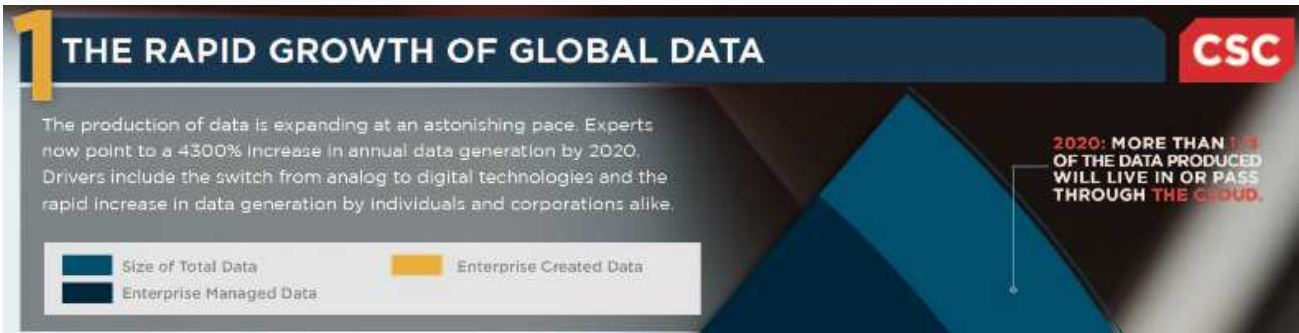 1
THE RAPID GROWTH OF GLOBAL DATA
CSC
The production of data is expanding at an astonishing pace. Experts
now point to a 4300% increase in annual data generation by 2020.
Drivers include the switch from analog to digital technologies and the
rapid increase in data generation by individuals and corporations alike.
2020: MORE THAN 1/3
OF THE DATA PRODUCED
WILL LIVE IN OR PASS
THROUGH THE CLOUD.
Size of Total Data
Enterprise Created Data
Enterprise Managed Data